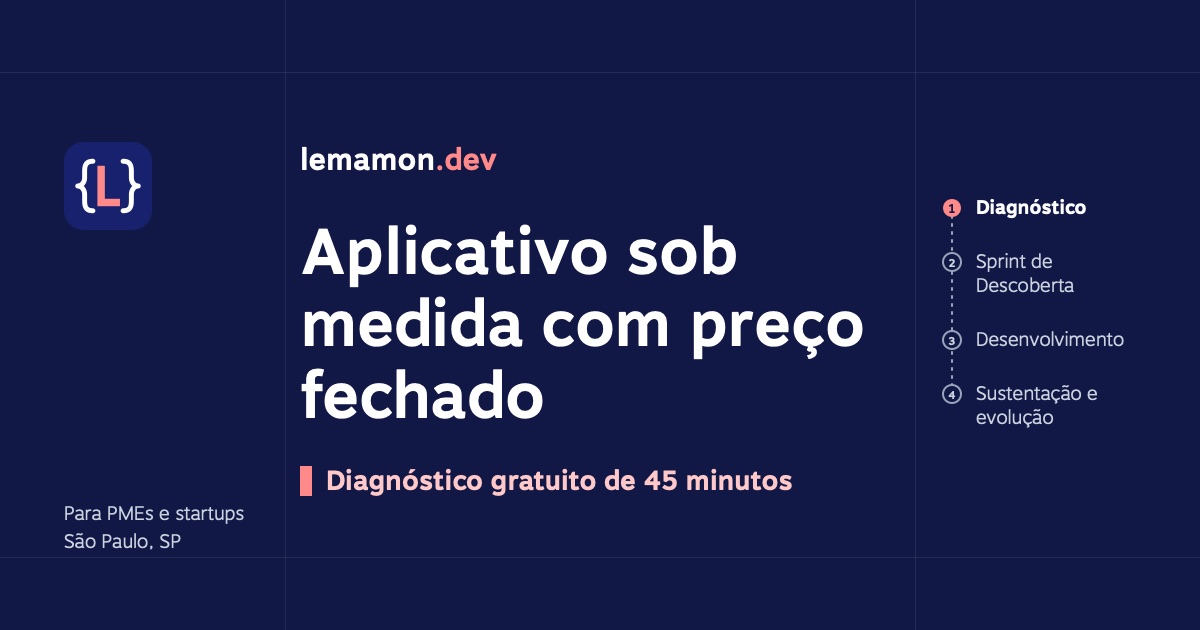 {L}
Para PMEs e startups
São Paulo, SP
lemamon.dev
Aplicativo sob
medida com preço
fechado
Diagnóstico gratuito de 45 minutos
1 Diagnóstico
2 Sprint de
Descoberta
3 Desenvolvimento
4 Sustentação e
evolução